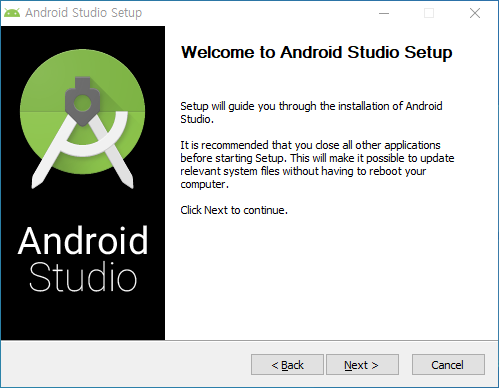 Android Studio Setup
Welcome to Android Studio Setup
Setup will guide you through the installation of Android
Studio.
It is recommended that you close all other applications
before starting Setup. This will make it possible to update
relevant system files without having to reboot your
computer.
Click Next to continue.
Android
Studio
< Back
Next >
Cancel